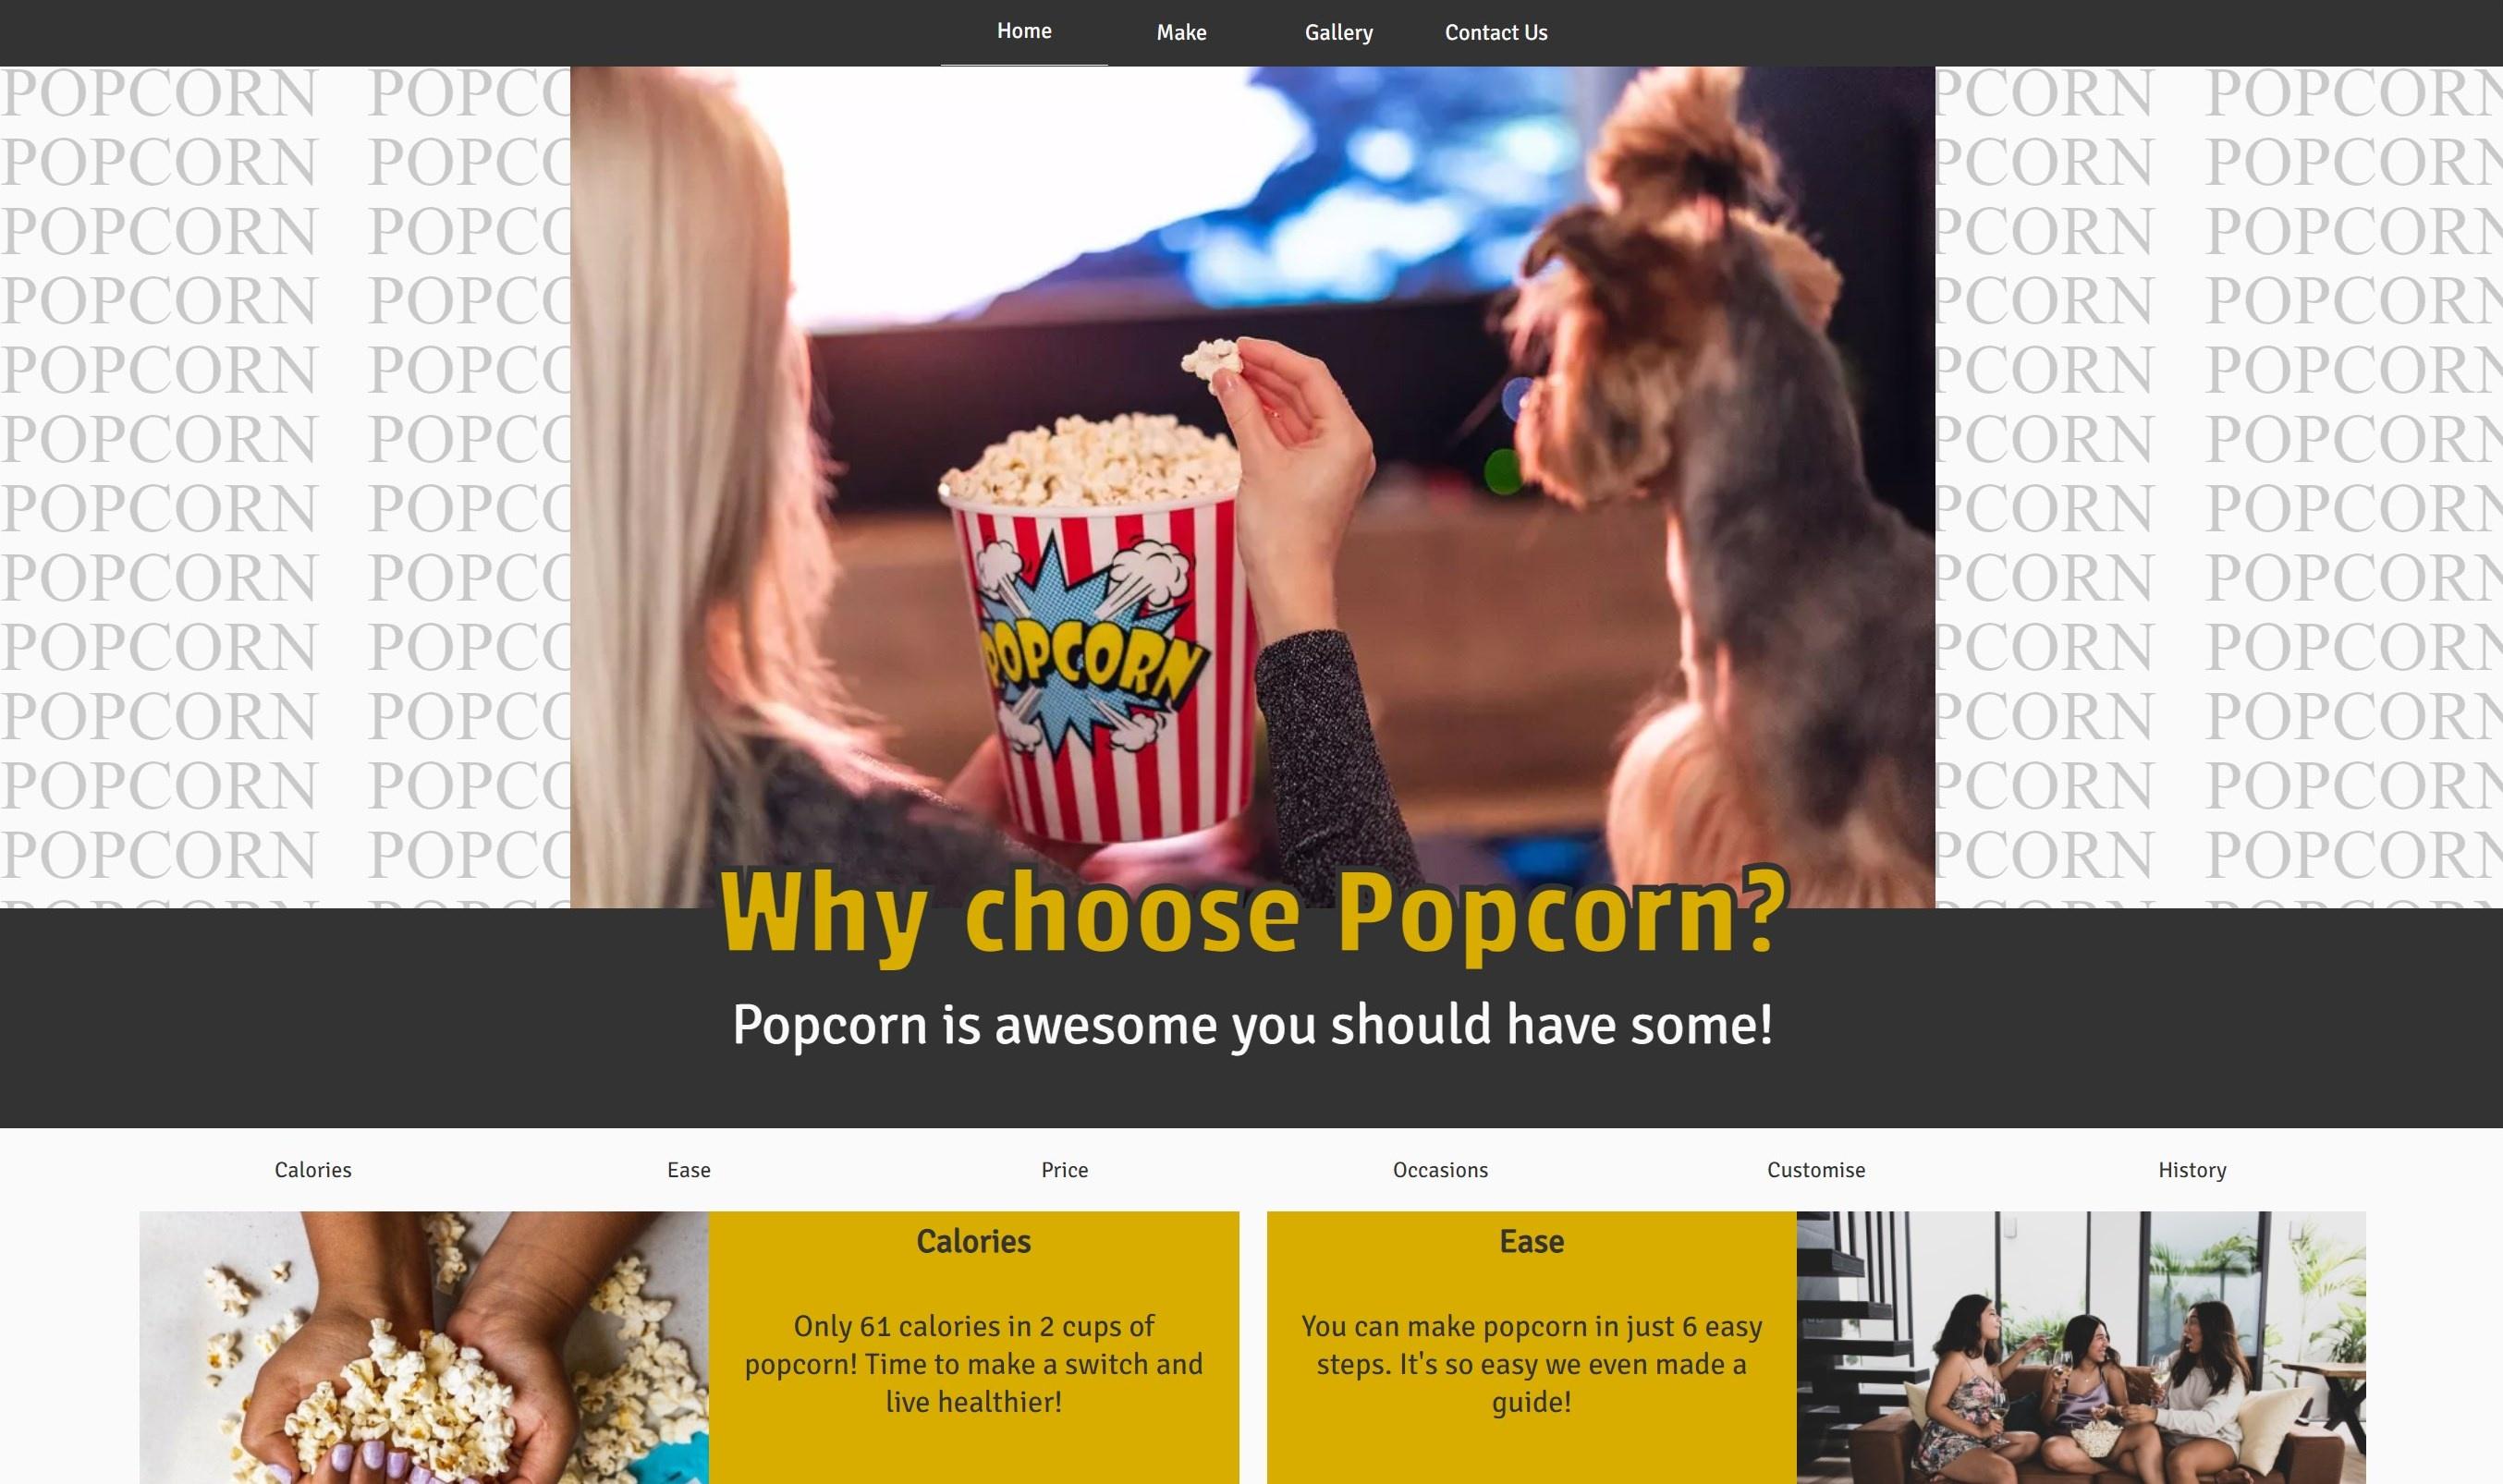 Home Make Gallery Contact Us
POPCORN POPCO PCORN POPCORN
POPCORN POPCO PCORN POPCORN
POPCORN POPCO PCORN POPCORN
POPCORN POPCO PCORN POPCORN
POPCORN POPCO PCORN POPCORN
POPCORN POPCO PCORN POPCORN
POPCORN POPCO PCORN POPCORN
POPCORN POPCO PCORN POPCORN
POPCORN POPCO PCORN POPCORN
POPCORN POPCO PCORN POPCORN
POPCORN POPCO PCORN POPCORN
POPCORN POPCO PCORN POPCORN
POPCORN
Why choose Popcorn?
Popcorn is awesome you should have some!
Calories Ease Price Occasions Customise History
Calories
Only 61 calories in 2 cups of
popcorn! Time to make a switch and
live healthier!
Ease
You can make popcorn in just 6 easy
steps. It's so easy we even made a
guide!